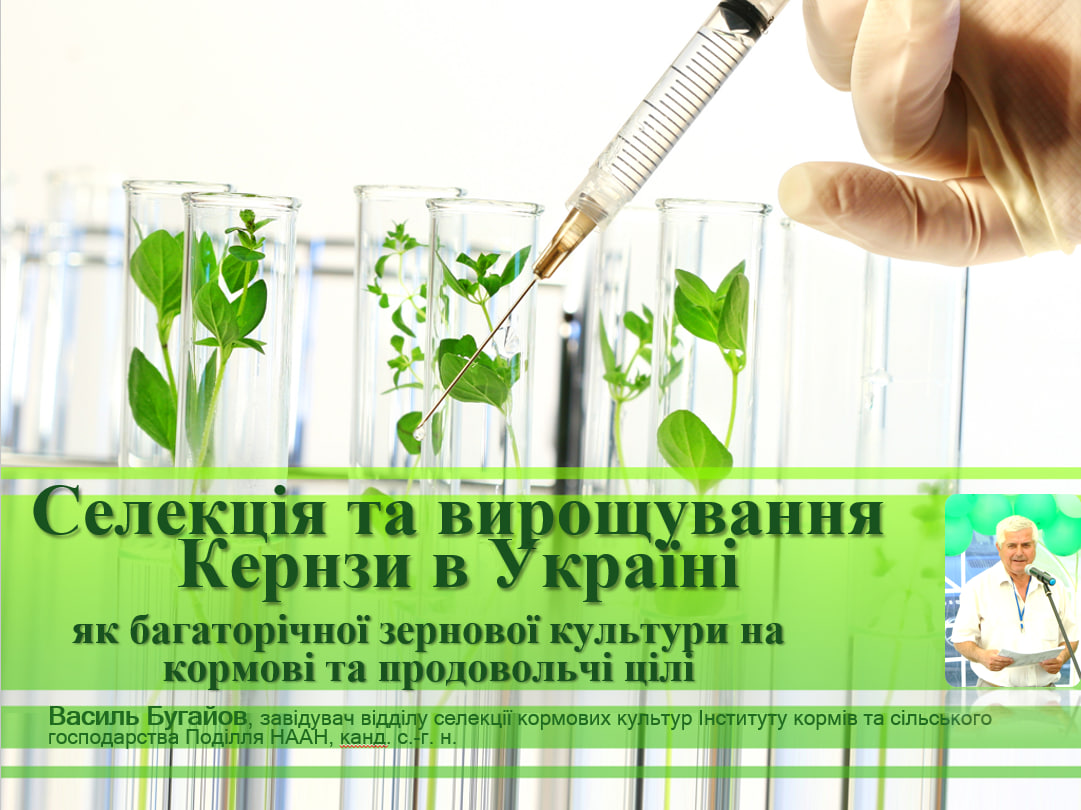 Селекція та вирощування
Кернзи в Україні
як багаторічної зернової культури на
кормові та продовольчі цілі
Василь Бугайов, завідувач відділу селекції кормових культур Інституту кормів та сільського
господарства Поділля НААН, канд. с.-г. н.